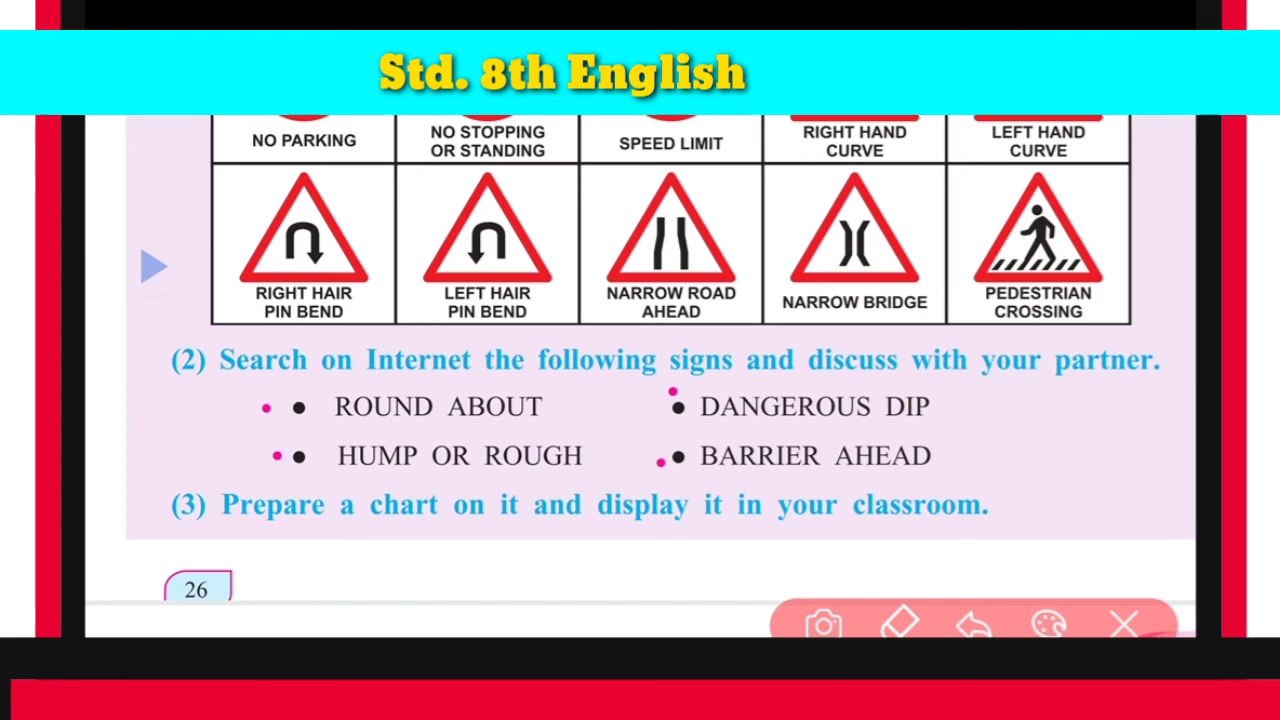 Std. 8th English
NO PARKING
NO STOPPING
OR STANDING
SPEED LIMIT
RIGHT HAND
CURVE
LEFT HAND
CURVE
RIGHT HAIR
PIN BEND
LEFT HAIR
PIN BEND
NARROW ROAD
AHEAD
NARROW BRIDGE
PEDESTRIAN
CROSSING
(2) Search on Internet the following signs and discuss with your partner.
• ROUND ABOUT
• DANGEROUS DIP
• HUMP OR ROUGH
• BARRIER AHEAD
(3) Prepare a chart on it and display it in your classroom.
26